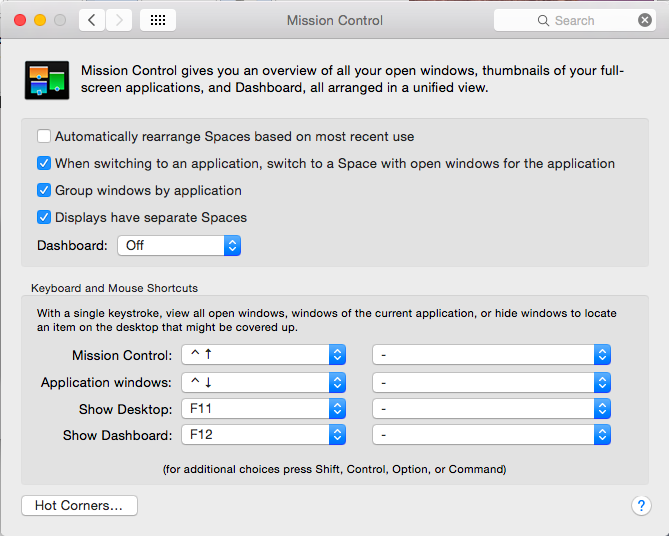 Mission Control
Search
Mission Control gives you an overview of all your open windows, thumbnails of your full-
screen applications, and Dashboard, all arranged in a unified view.
Automatically rearrange Spaces based on most recent use
When switching to an application, switch to a Space with open windows for the application
Group windows by application
Displays have separate Spaces
Dashboard: Off
Keyboard and Mouse Shortcuts
With a single keystroke, view all open windows, windows of the current application, or hide windows to locate
an item on the desktop that might be covered up.
Mission Control: ^ ↑ -
Application windows: ^ ↓ -
Show Desktop: F11 -
Show Dashboard: F12 -
(for additional choices press Shift, Control, Option, or Command)
Hot Corners... ?